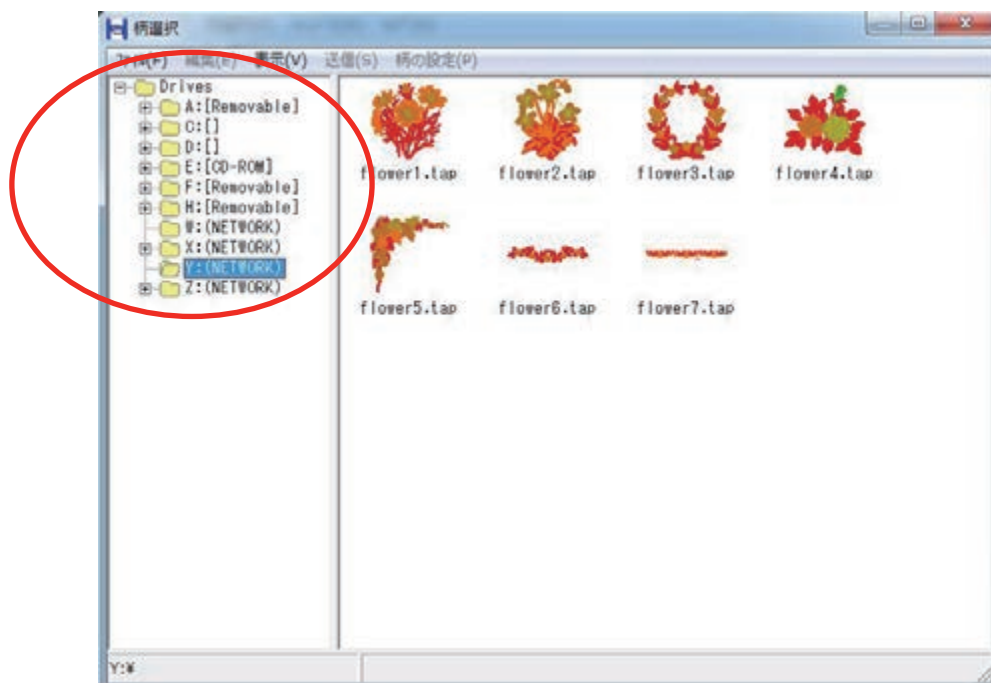 柄選択
ﾌｧｲﾙ(F) 編集(E) 表示(V) 送信(S) 柄の設定(P)
Drives
A:[Removable]
C:[]
D:[]
E:[CD-ROM]
F:[Removable]
H:[Removable]
W:(NETWORK)
X:(NETWORK)
Y:(NETWORK)
Z:(NETWORK)
flower1.tap flower2.tap flower3.tap flower4.tap
flower5.tap flower6.tap flower7.tap
Y:¥